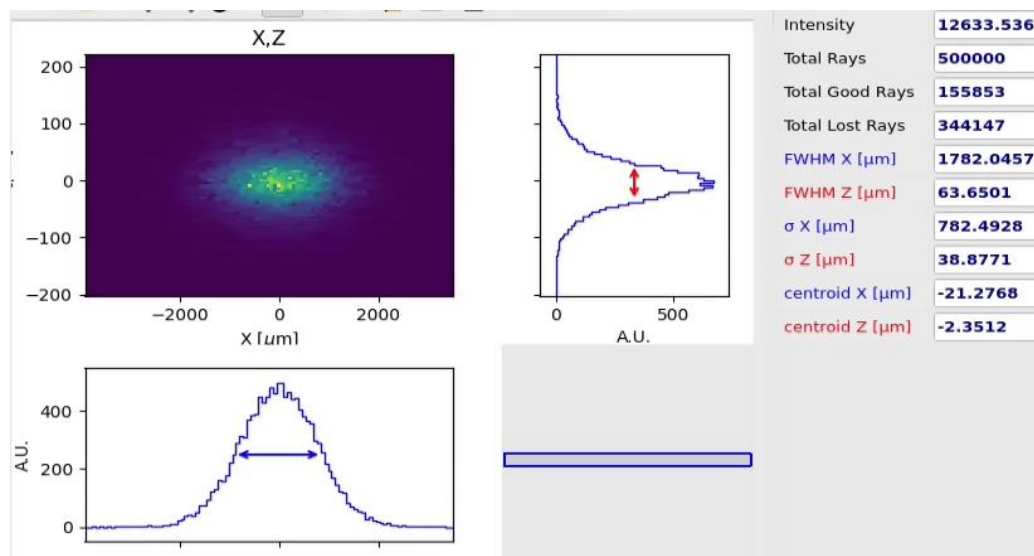 X,Z
200
100
0
−100
−200
−2000
0
2000
X [μm]
0
500
A.U.
400
200
0
A.U.
Intensity 12633.536
Total Rays 500000
Total Good Rays 155853
Total Lost Rays 344147
FWHM X [μm] 1782.0457
FWHM Z [μm] 63.6501
σ X [μm] 782.4928
σ Z [μm] 38.8771
centroid X [μm] -21.2768
centroid Z [μm] -2.3512